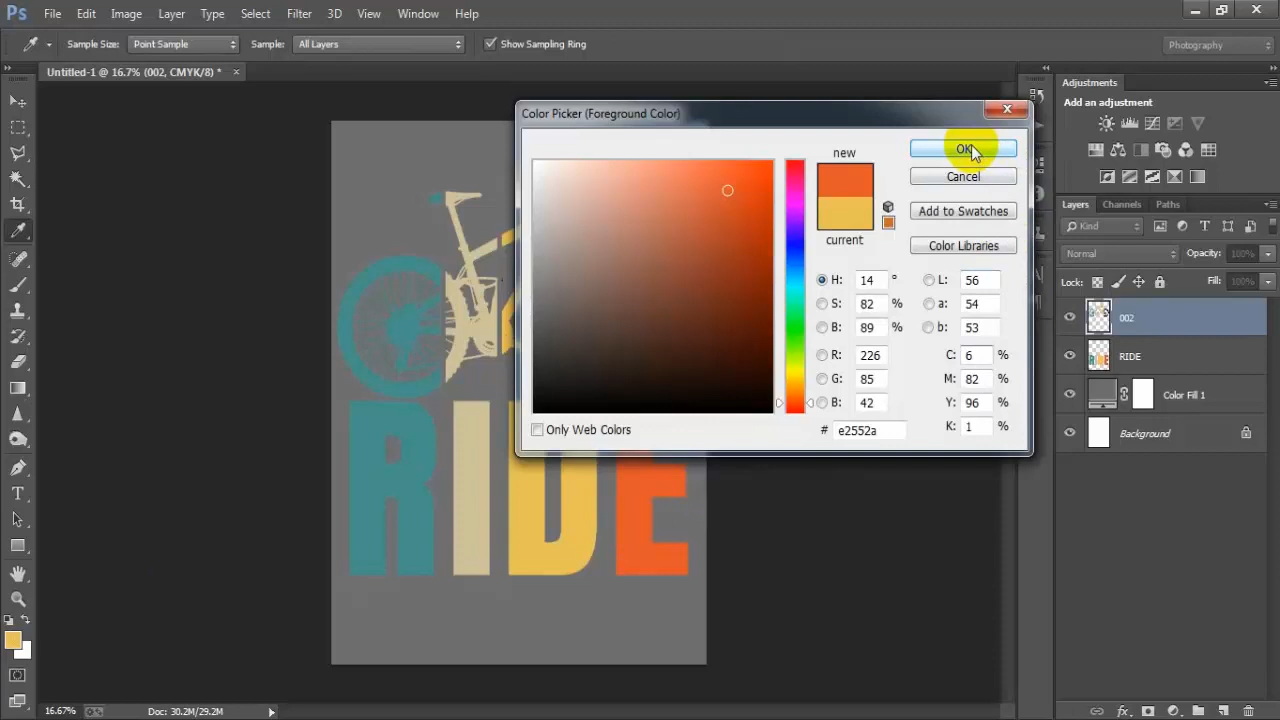 Ps File Edit Image Layer Type Select Filter 3D View Window Help
Sample Size: Point Sample Sample: All Layers Show Sampling Ring Photography
Untitled-1 @ 16.7% (002, CMYK/8) * ×
Color Picker (Foreground Color)
new
current
OK
Cancel
Add to Swatches
Color Libraries
H: 14 °
S: 82 %
B: 89 %
R: 226
G: 85
B: 42
# e2552a
L: 56
a: 54
b: 53
C: 6 %
M: 82 %
Y: 96 %
K: 1 %
Only Web Colors
RIDE
Adjustments
Add an adjustment
Layers Channels Paths
Kind
Normal Opacity: 100%
Lock: Fill: 100%
002
RIDE
Color Fill 1
Background
16.67% Doc: 30.2M/29.2M